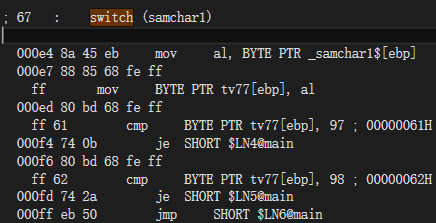 ; 67   :     switch (samchar1)
000e4 8a 45 eb     mov     al, BYTE PTR _samchar1$[ebp]
000e7 88 85 68 fe ff
ff     mov     BYTE PTR tv77[ebp], al
000ed 80 bd 68 fe ff
ff 61     cmp     BYTE PTR tv77[ebp], 97 ; 00000061H
000f4 74 0b     je     SHORT $LN4@main
000f6 80 bd 68 fe ff
ff 62     cmp     BYTE PTR tv77[ebp], 98 ; 00000062H
000fd 74 2a     je     SHORT $LN5@main
000ff eb 50     jmp     SHORT $LN6@main